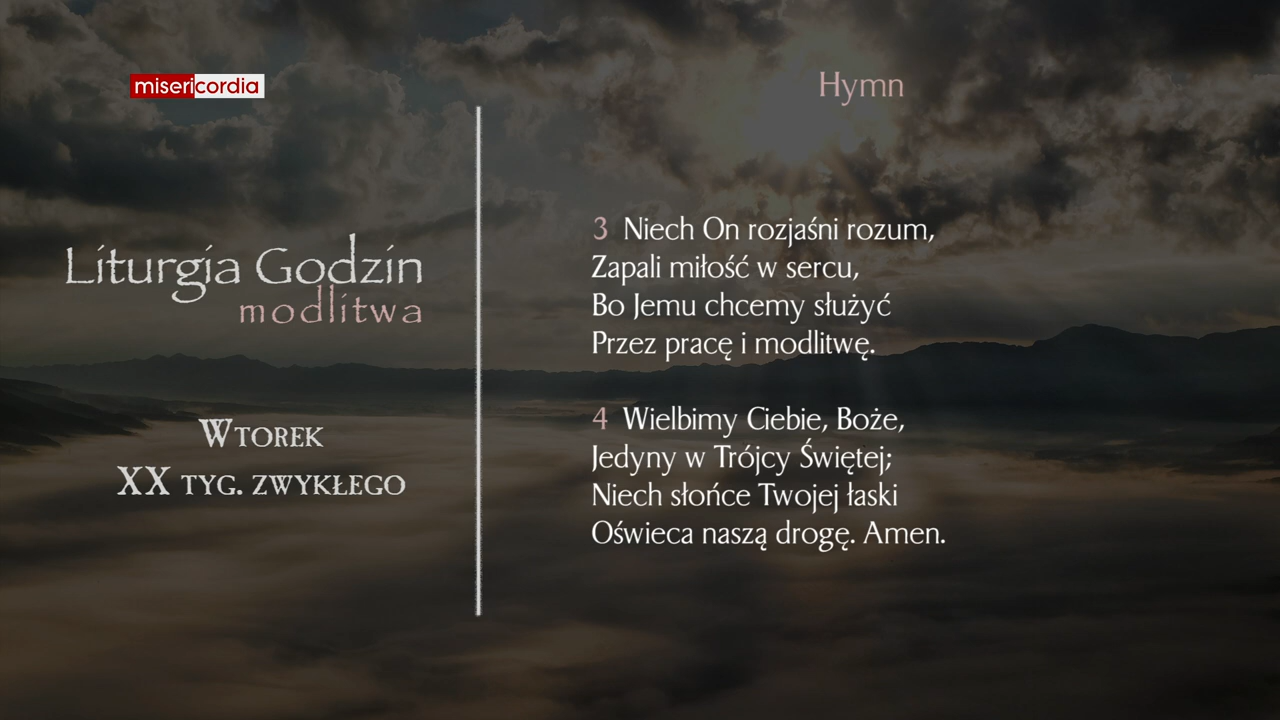 misericordia
Liturgia Godzin
modlitwa
Wtorek
XX tyg. zwykłego
Hymn
3 Niech On rozjaśni rozum,
Zapali miłość w sercu,
Bo Jemu chcemy służyć
Przez pracę i modlitwę.
4 Wielbimy Ciebie, Boże,
Jedyny w Trójcy Świętej;
Niech słońce Twojej łaski
Oświeca naszą drogę. Amen.